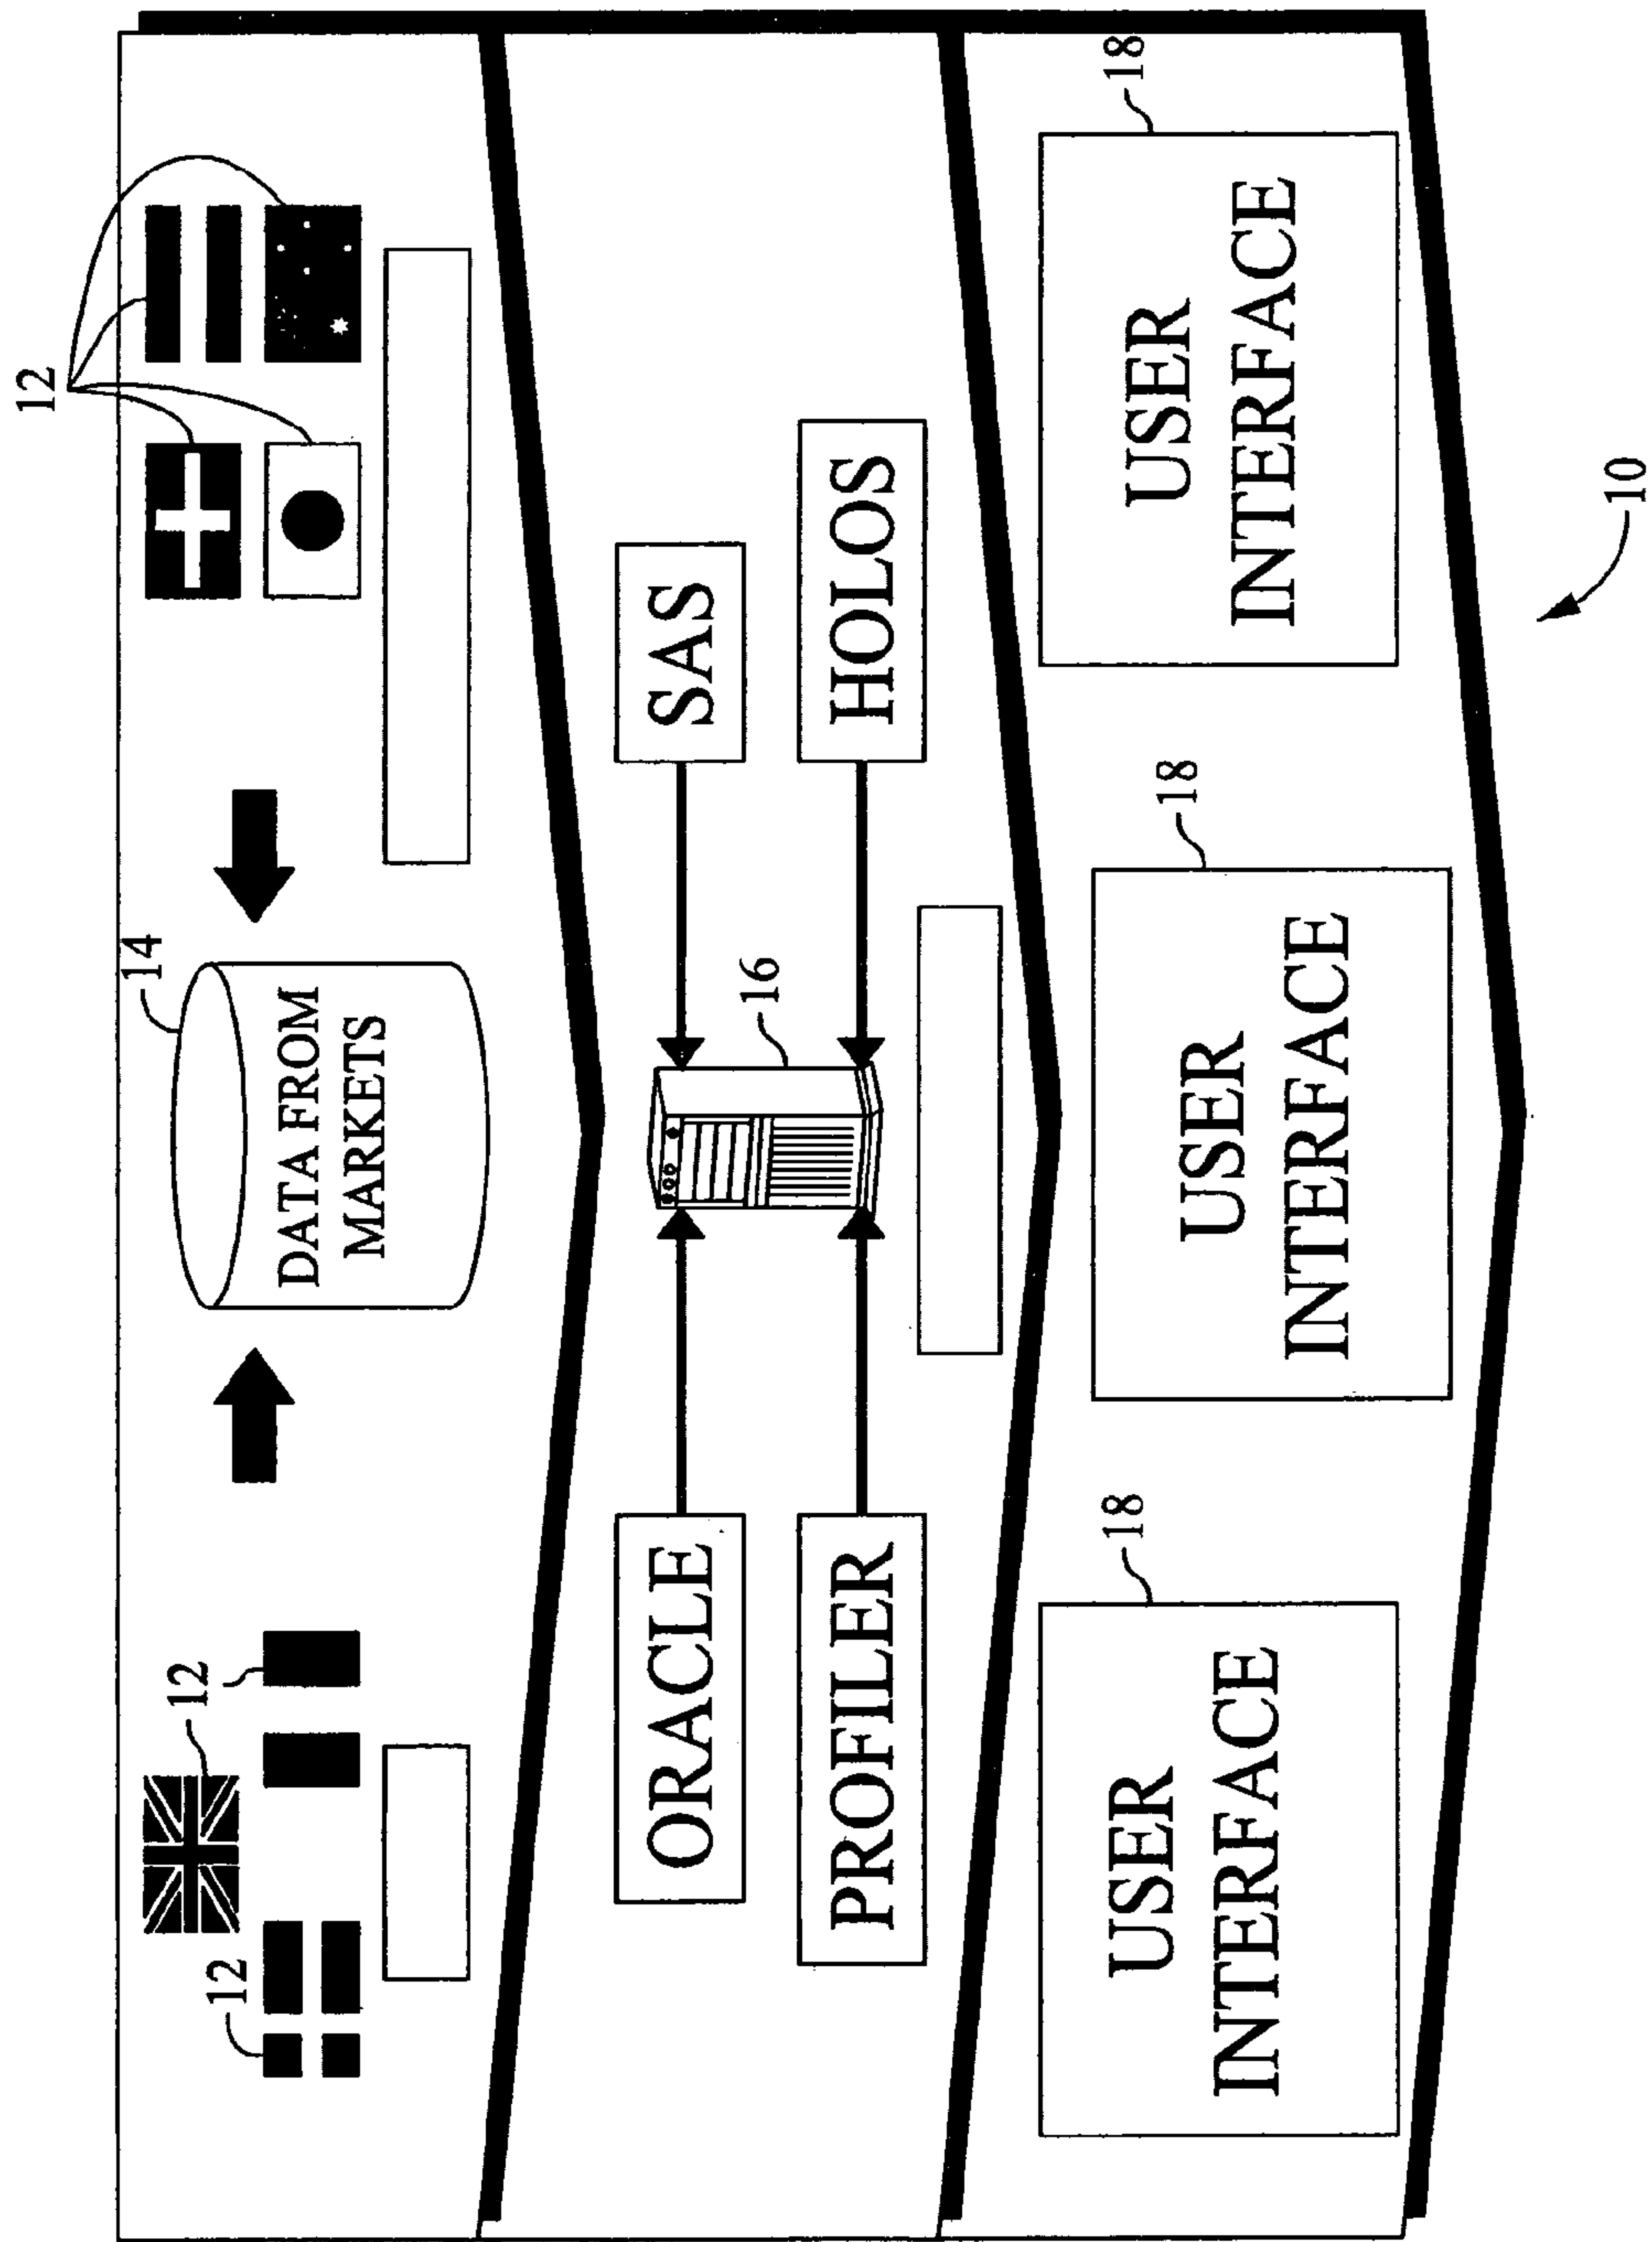 12
12
12
14
DATA FROM
MARKETS
ORACLE
SAS
16
PROFILER
HOLOS
18
USER
INTERFACE
18
USER
INTERFACE
18
USER
INTERFACE
10